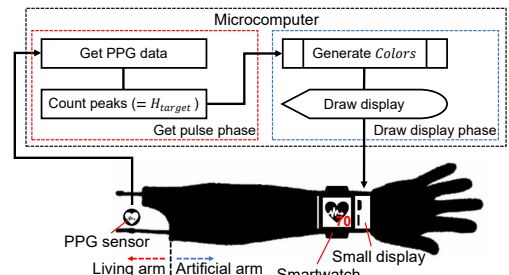 Microcomputer
Get PPG data
Generate Colors
Count peaks (= H_target )
Draw display
Get pulse phase
Draw display phase
70
PPG sensor
Small display
Living arm
Artificial arm
Smartwatch